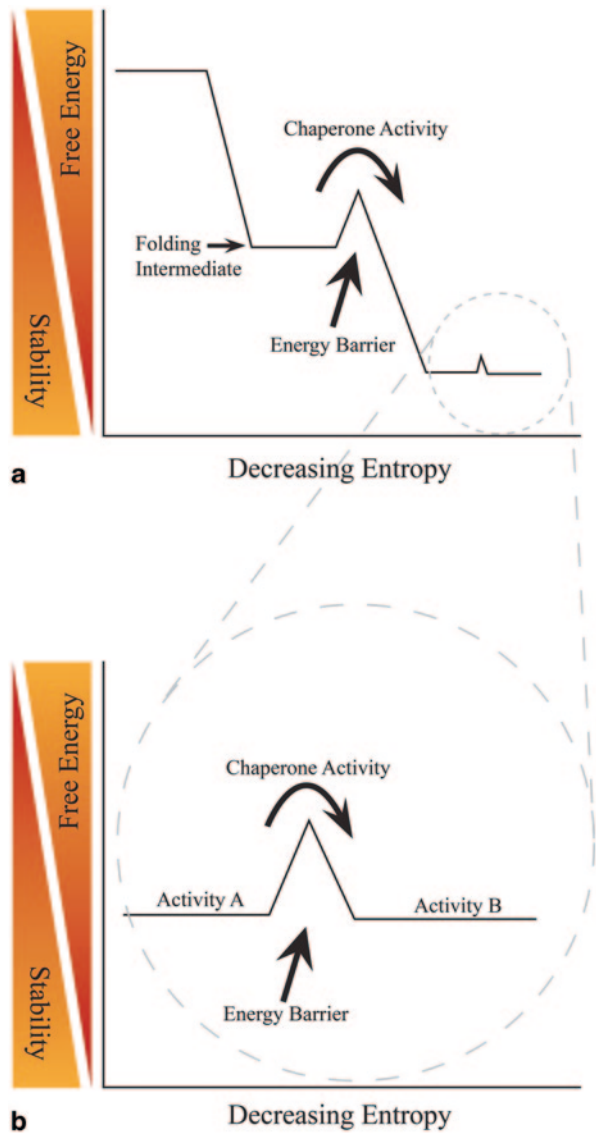 Free Energy
Stability
Chaperone Activity
Folding
Intermediate
Energy Barrier
a
Decreasing Entropy
Free Energy
Stability
Chaperone Activity
Activity A
Activity B
Energy Barrier
b
Decreasing Entropy